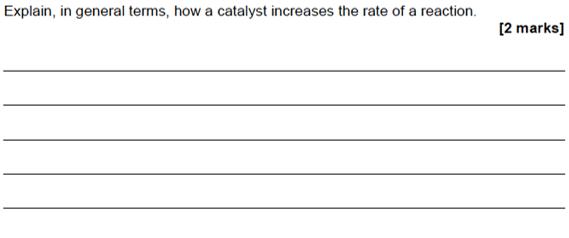 Explain, in general terms, how a catalyst increases the rate of a reaction.
[2 marks]